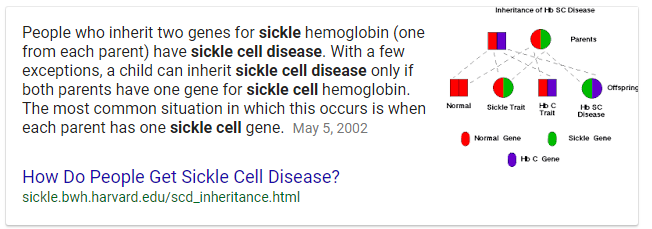 People who inherit two genes for sickle hemoglobin (one
from each parent) have sickle cell disease. With a few
exceptions, a child can inherit sickle cell disease only if
both parents have one gene for sickle cell hemoglobin.
The most common situation in which this occurs is when
each parent has one sickle cell gene. May 5, 2002
How Do People Get Sickle Cell Disease?
sickle.bwh.harvard.edu/scd_inheritance.html
Inheritance of Hb SC Disease
Parents
Offspring
Normal
Sickle Trait
Hb C
Trait
Hb SC
Disease
Normal Gene
Sickle Gene
Hb C Gene